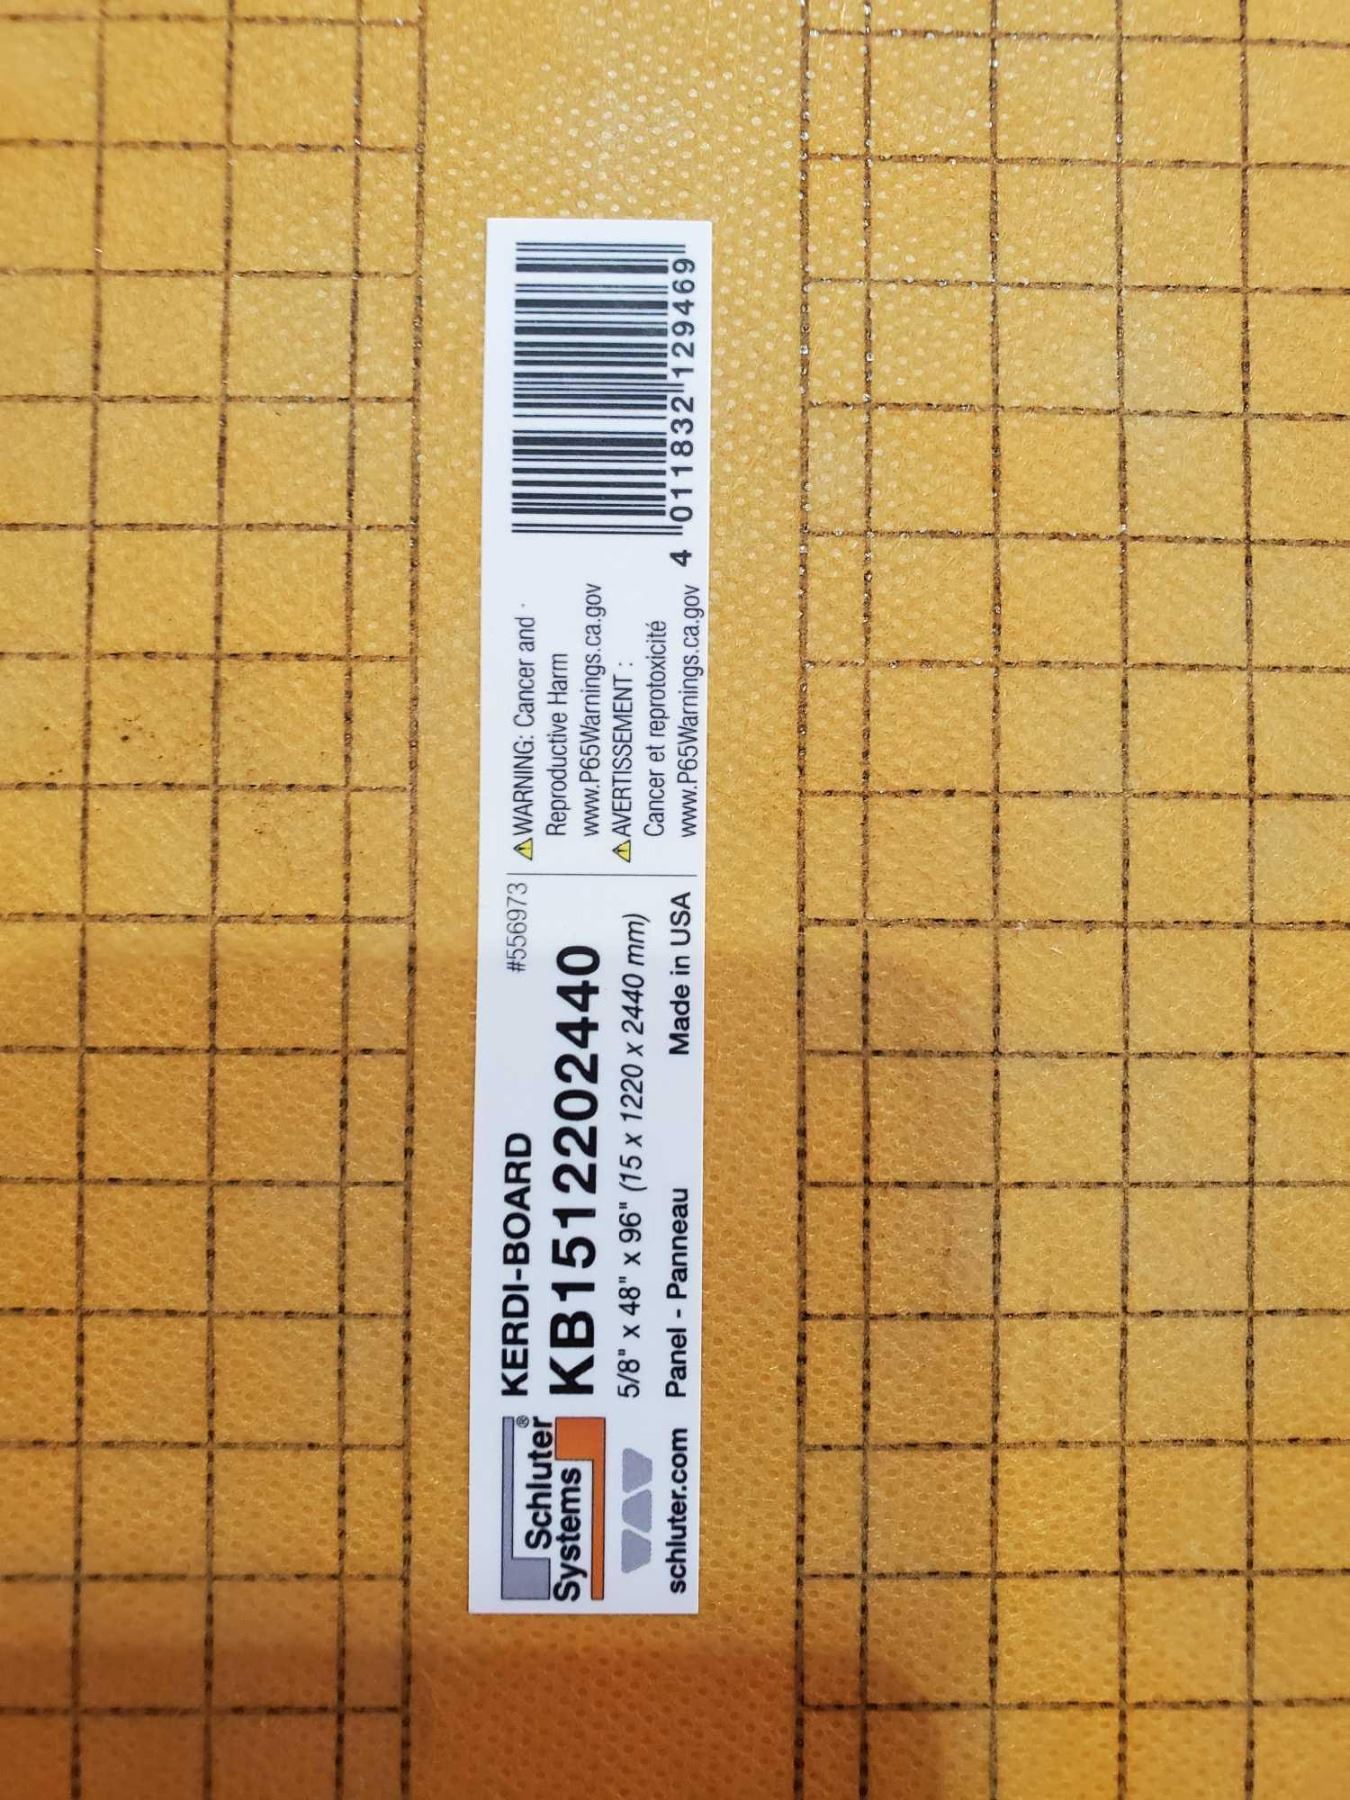 Schluter®
Systems
schluter.com
KERDI-BOARD
#556973
KB1512202440
5/8" x 48" x 96" (15 x 1220 x 2440 mm)
Panel - Panneau
Made in USA
WARNING: Cancer and
Reproductive Harm
www.P65Warnings.ca.gov
AVERTISSEMENT :
Cancer et reprotoxicité
www.P65Warnings.ca.gov
4 011832 129469